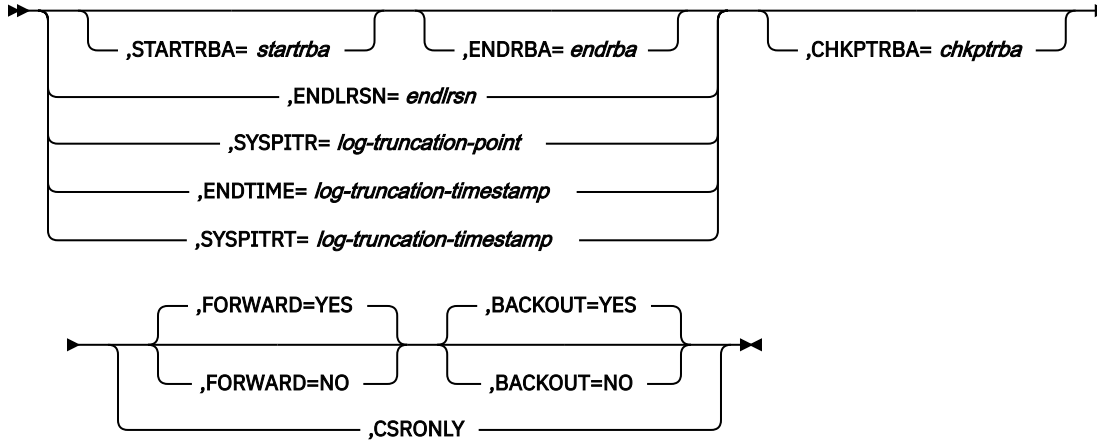 ,STARTRBA= startrba ,ENDRBA= endrba ,CHKPTRBA= chkptrba
,ENDLRSN= endlrsn
,SYSPITR= log-truncation-point
,ENDTIME= log-truncation-timestamp
,SYSPITRT= log-truncation-timestamp
,FORWARD=YES ,BACKOUT=YES
,FORWARD=NO ,BACKOUT=NO
,CSRONLY